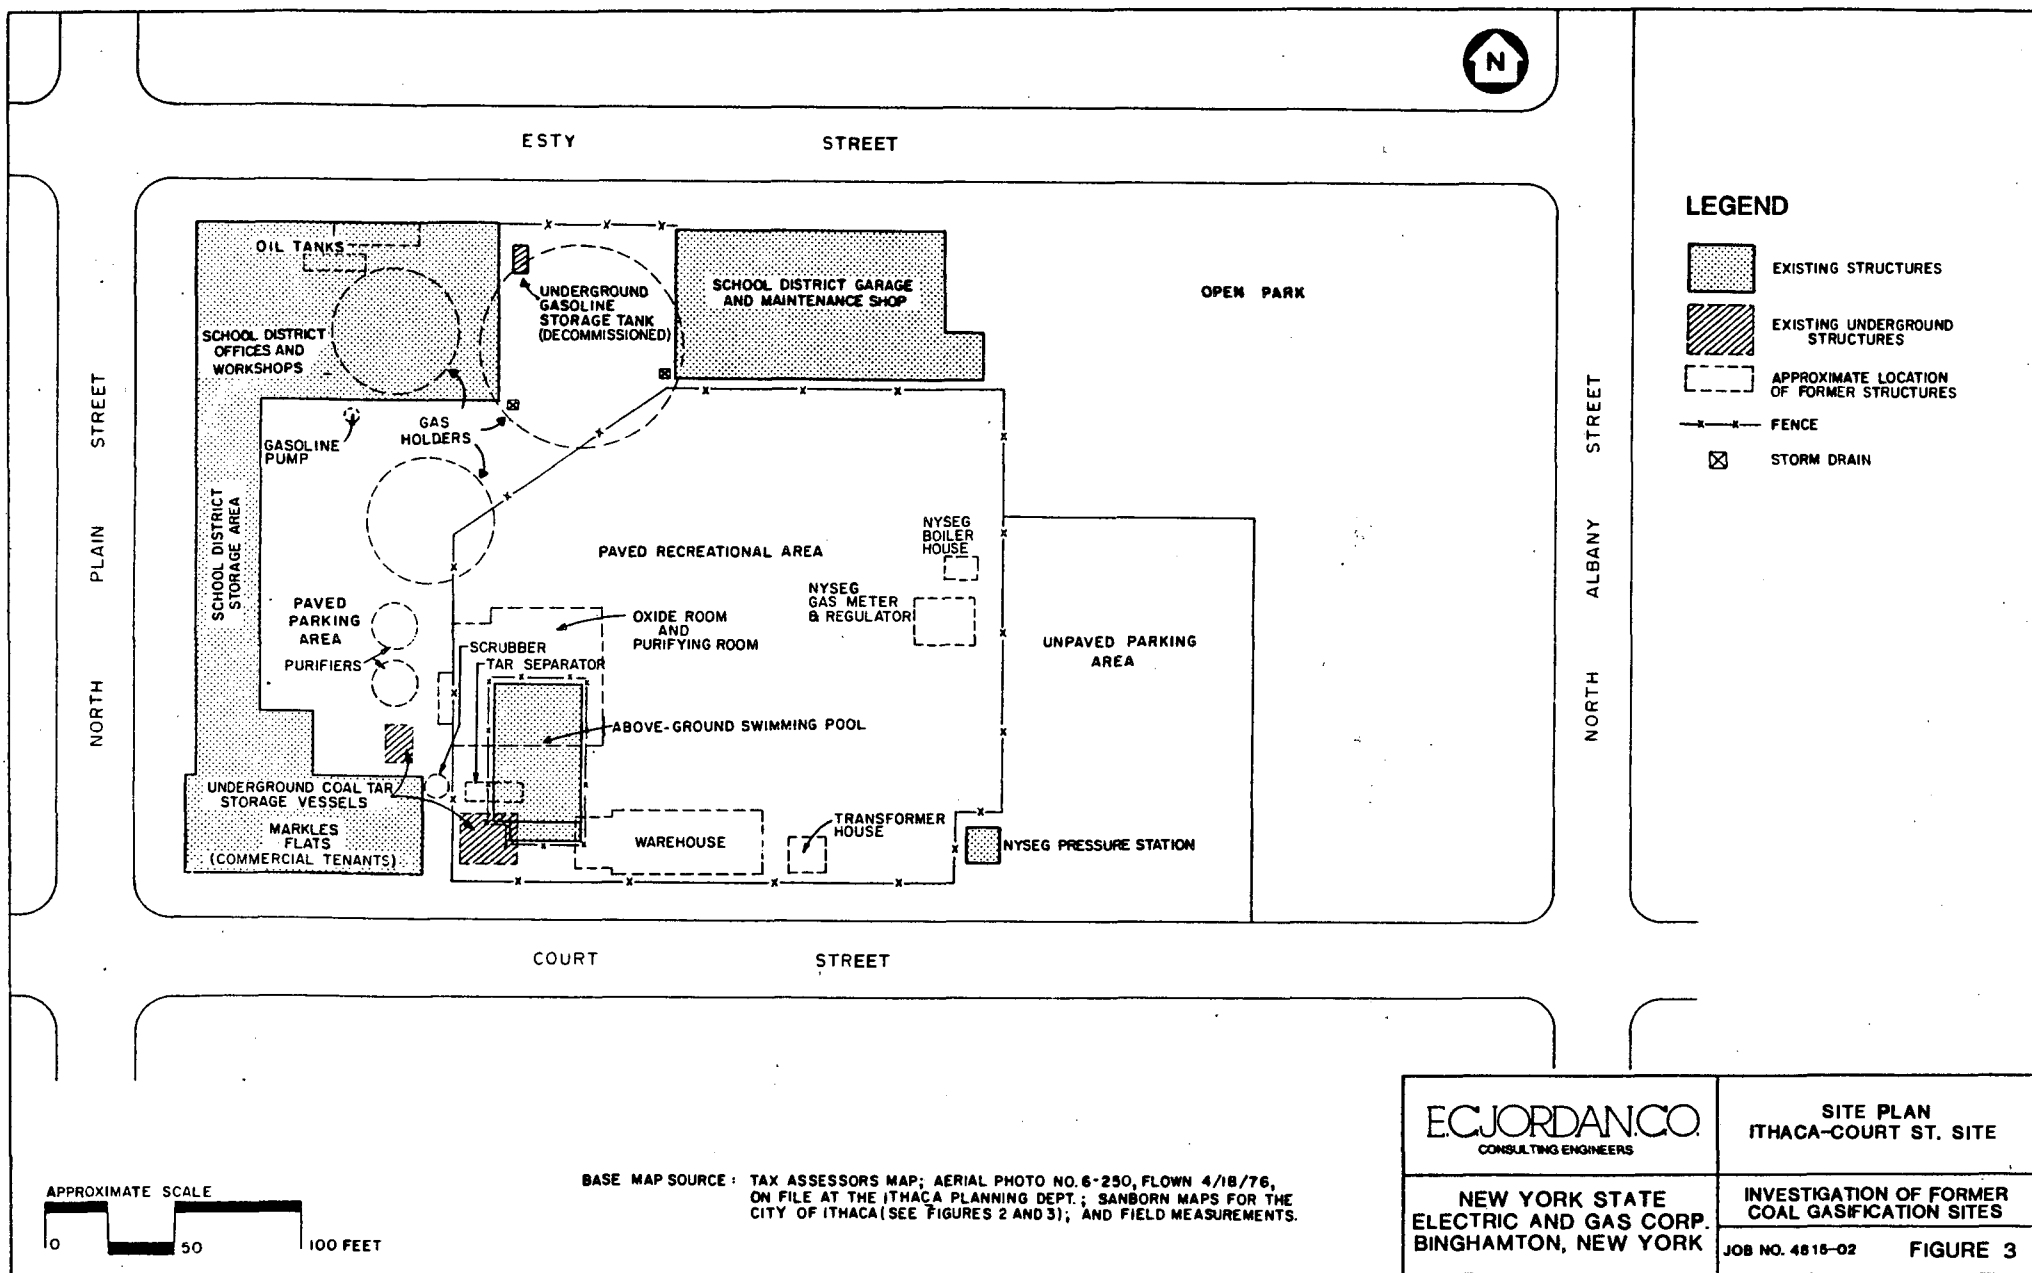 N
ESTY STREET
NORTH PLAIN STREET
NORTH ALBANY STREET
COURT STREET
OIL TANKS
SCHOOL DISTRICT
OFFICES AND
WORKSHOPS
UNDERGROUND
GASOLINE
STORAGE TANK
(DECOMMISSIONED)
SCHOOL DISTRICT GARAGE
AND MAINTENANCE SHOP
OPEN PARK
GAS
HOLDERS
GASOLINE
PUMP
SCHOOL DISTRICT
STORAGE AREA
PAVED RECREATIONAL AREA
NYSEG
BOILER
HOUSE
NYSEG
GAS METER
& REGULATOR
PAVED
PARKING
AREA
PURIFIERS
OXIDE ROOM
AND
PURIFYING ROOM
SCRUBBER
TAR SEPARATOR
UNPAVED PARKING
AREA
ABOVE-GROUND SWIMMING POOL
UNDERGROUND COAL TAR
STORAGE VESSELS
MARKLES
FLATS
(COMMERCIAL TENANTS)
WAREHOUSE
TRANSFORMER
HOUSE
NYSEG PRESSURE STATION
LEGEND
EXISTING STRUCTURES
EXISTING UNDERGROUND
STRUCTURES
APPROXIMATE LOCATION
OF FORMER STRUCTURES
FENCE
STORM DRAIN
APPROXIMATE SCALE
0 50 100 FEET
BASE MAP SOURCE : TAX ASSESSORS MAP; AERIAL PHOTO NO. 6-250, FLOWN 4/18/76,
ON FILE AT THE ITHACA PLANNING DEPT. ; SANBORN MAPS FOR THE
CITY OF ITHACA (SEE FIGURES 2 AND 3); AND FIELD MEASUREMENTS.
E.C.JORDAN.CO.
CONSULTING ENGINEERS
SITE PLAN
ITHACA-COURT ST. SITE
NEW YORK STATE
ELECTRIC AND GAS CORP.
BINGHAMTON, NEW YORK
INVESTIGATION OF FORMER
COAL GASIFICATION SITES
JOB NO. 4615-02 FIGURE 3